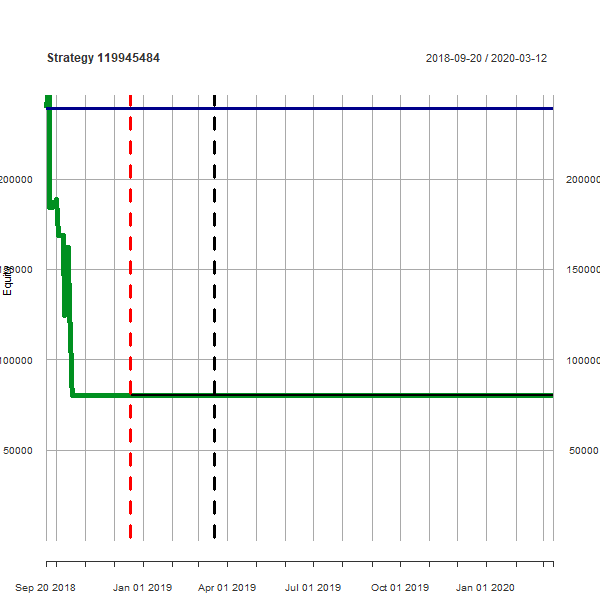 Strategy 119945484
2018-09-20 / 2020-03-12
200000
200000
150000
150000
Equity
100000
100000
50000
50000
Sep 20 2018
Jan 01 2019
Apr 01 2019
Jul 01 2019
Oct 01 2019
Jan 01 2020